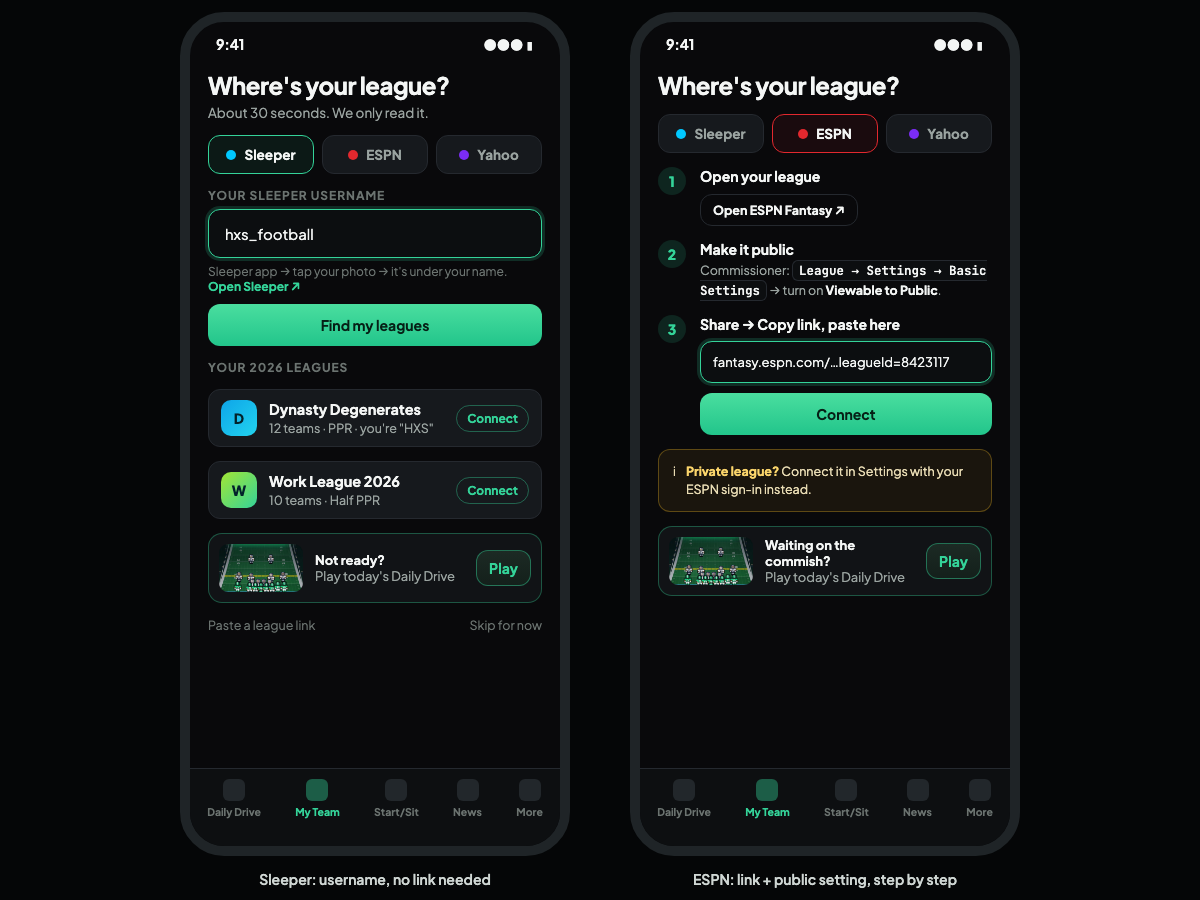 9:41
Where's your league?
About 30 seconds. We only read it.
Sleeper
ESPN
Yahoo
YOUR SLEEPER USERNAME
hxs_football
Sleeper app → tap your photo → it's under your name.
Open Sleeper ↗
Find my leagues
YOUR 2026 LEAGUES
D
Dynasty Degenerates
12 teams · PPR · you're "HXS"
Connect
W
Work League 2026
10 teams · Half PPR
Connect
Not ready?
Play today's Daily Drive
Play
Paste a league link
Skip for now
Daily Drive
My Team
Start/Sit
News
More
Sleeper: username, no link needed
9:41
Where's your league?
Sleeper
ESPN
Yahoo
1
Open your league
Open ESPN Fantasy ↗
2
Make it public
Commissioner: League → Settings → Basic
Settings → turn on Viewable to Public.
3
Share → Copy link, paste here
fantasy.espn.com/…leagueId=8423117
Connect
i Private league? Connect it in Settings with your
ESPN sign-in instead.
Waiting on the
commish?
Play today's Daily Drive
Play
Daily Drive
My Team
Start/Sit
News
More
ESPN: link + public setting, step by step